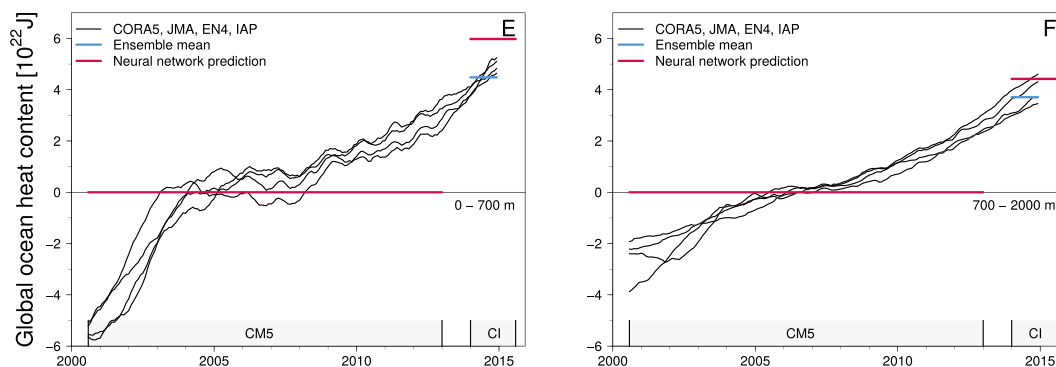 Global ocean heat content [10²²J]
6
4
2
0
−2
−4
−6
CORA5, JMA, EN4, IAP
Ensemble mean
Neural network prediction
E
0 – 700 m
CM5
CI
2000
2005
2010
2015
6
4
2
0
−2
−4
−6
CORA5, JMA, EN4, IAP
Ensemble mean
Neural network prediction
F
700 – 2000 m
CM5
CI
2000
2005
2010
2015